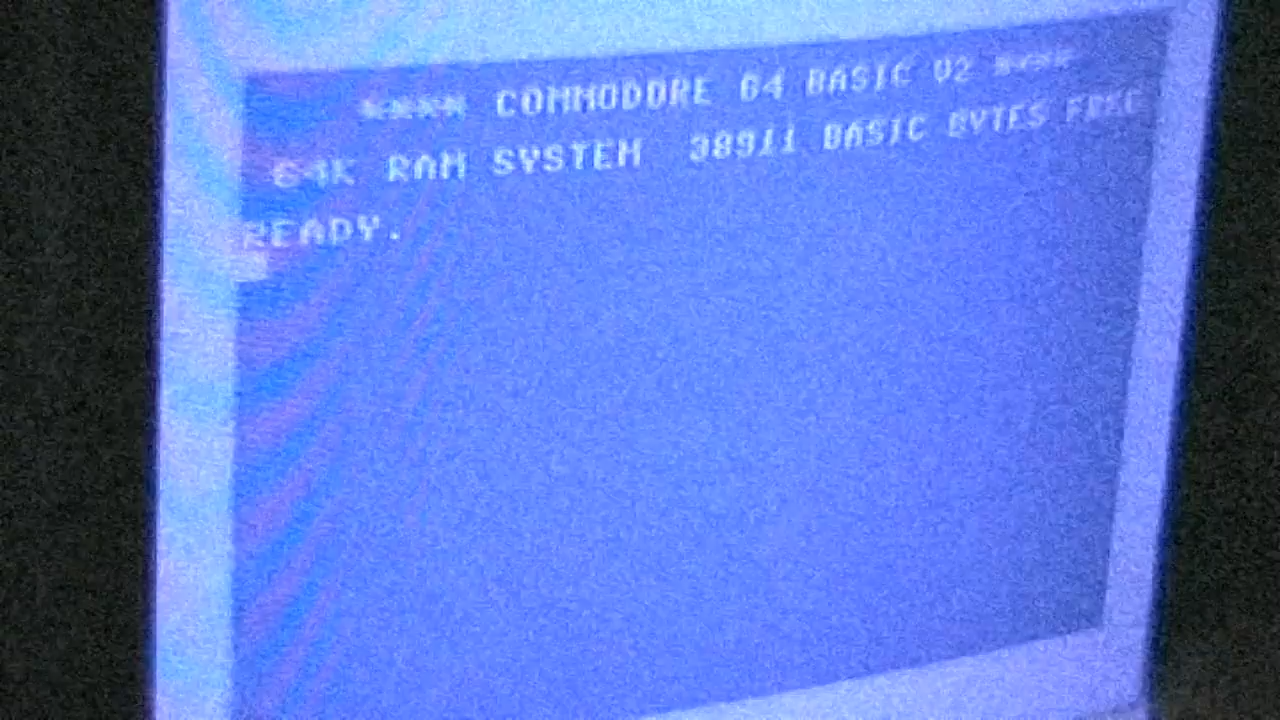 **** COMMODORE 64 BASIC V2 ****
64K RAM SYSTEM 38911 BASIC BYTES FREE
READY.